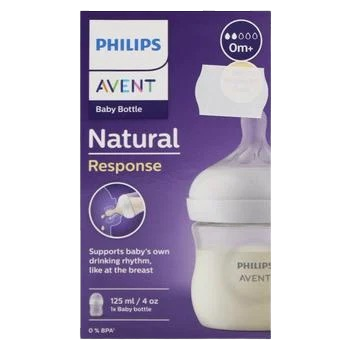 PHILIPS
AVENT
Baby Bottle
0m+
Natural
Response
Supports baby's own
drinking rhythm,
like at the breast
125 ml / 4 oz
1x Baby bottle
0 % BPA¹
PHILIPS
AVENT